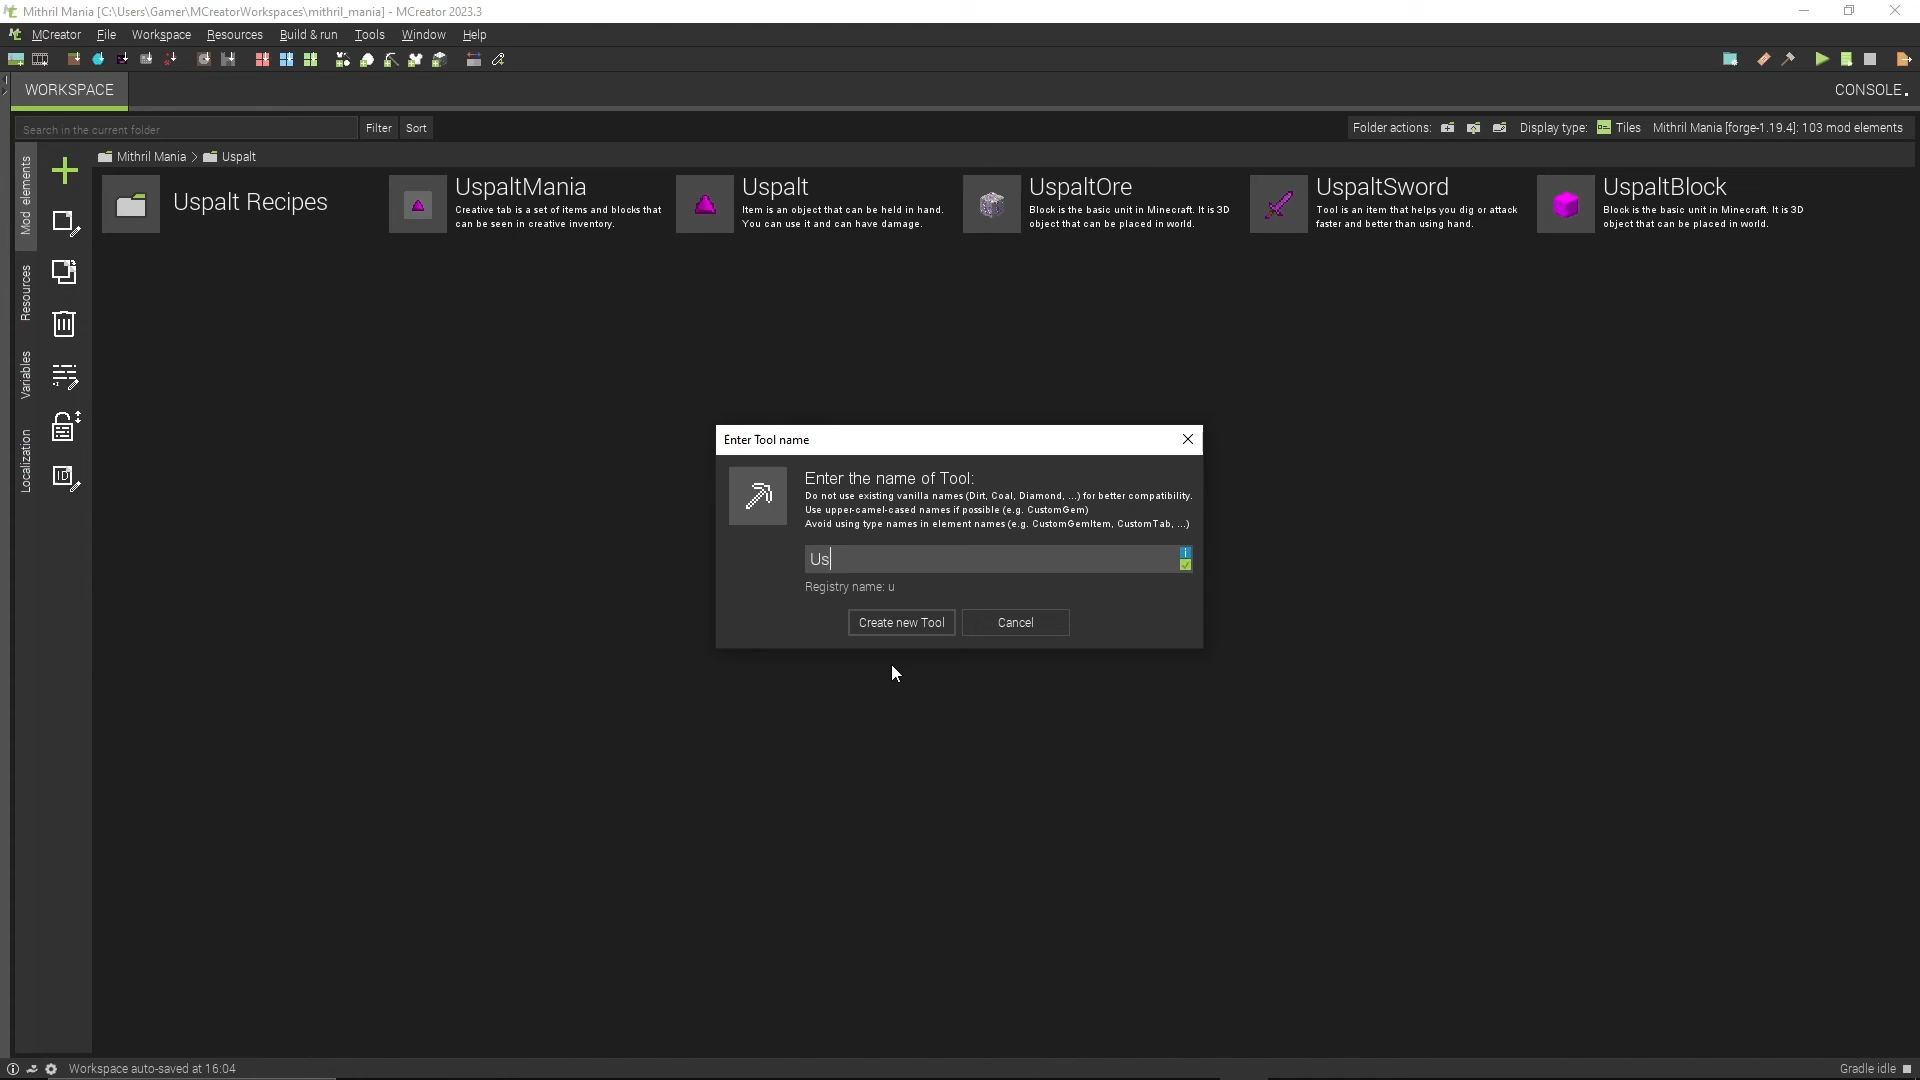 Mithril Mania [C:\Users\Gamer\MCreatorWorkspaces\mithril_mania] - MCreator 2023.3
MCreator File Workspace Resources Build & run Tools Window Help
WORKSPACE
CONSOLE
Search in the current folder
Filter Sort
Folder actions: Display type: Tiles Mithril Mania [forge-1.19.4]: 103 mod elements
Mithril Mania > Uspalt
Mod elements
Resources
Variables
Localization
Uspalt Recipes
UspaltMania
Creative tab is a set of items and blocks that
can be seen in creative inventory.
Uspalt
Item is an object that can be held in hand.
You can use it and can have damage.
UspaltOre
Block is the basic unit in Minecraft. It is 3D
object that can be placed in world.
UspaltSword
Tool is an item that helps you dig or attack
faster and better than using hand.
UspaltBlock
Block is the basic unit in Minecraft. It is 3D
object that can be placed in world.
Enter Tool name
Enter the name of Tool:
Do not use existing vanilla names (Dirt, Coal, Diamond, ...) for better compatibility.
Use upper-camel-cased names if possible (e.g. CustomGem)
Avoid using type names in element names (e.g. CustomGemItem, CustomTab, ...)
Us
Registry name: u
Create new Tool Cancel
Workspace auto-saved at 16:04
Gradle idle